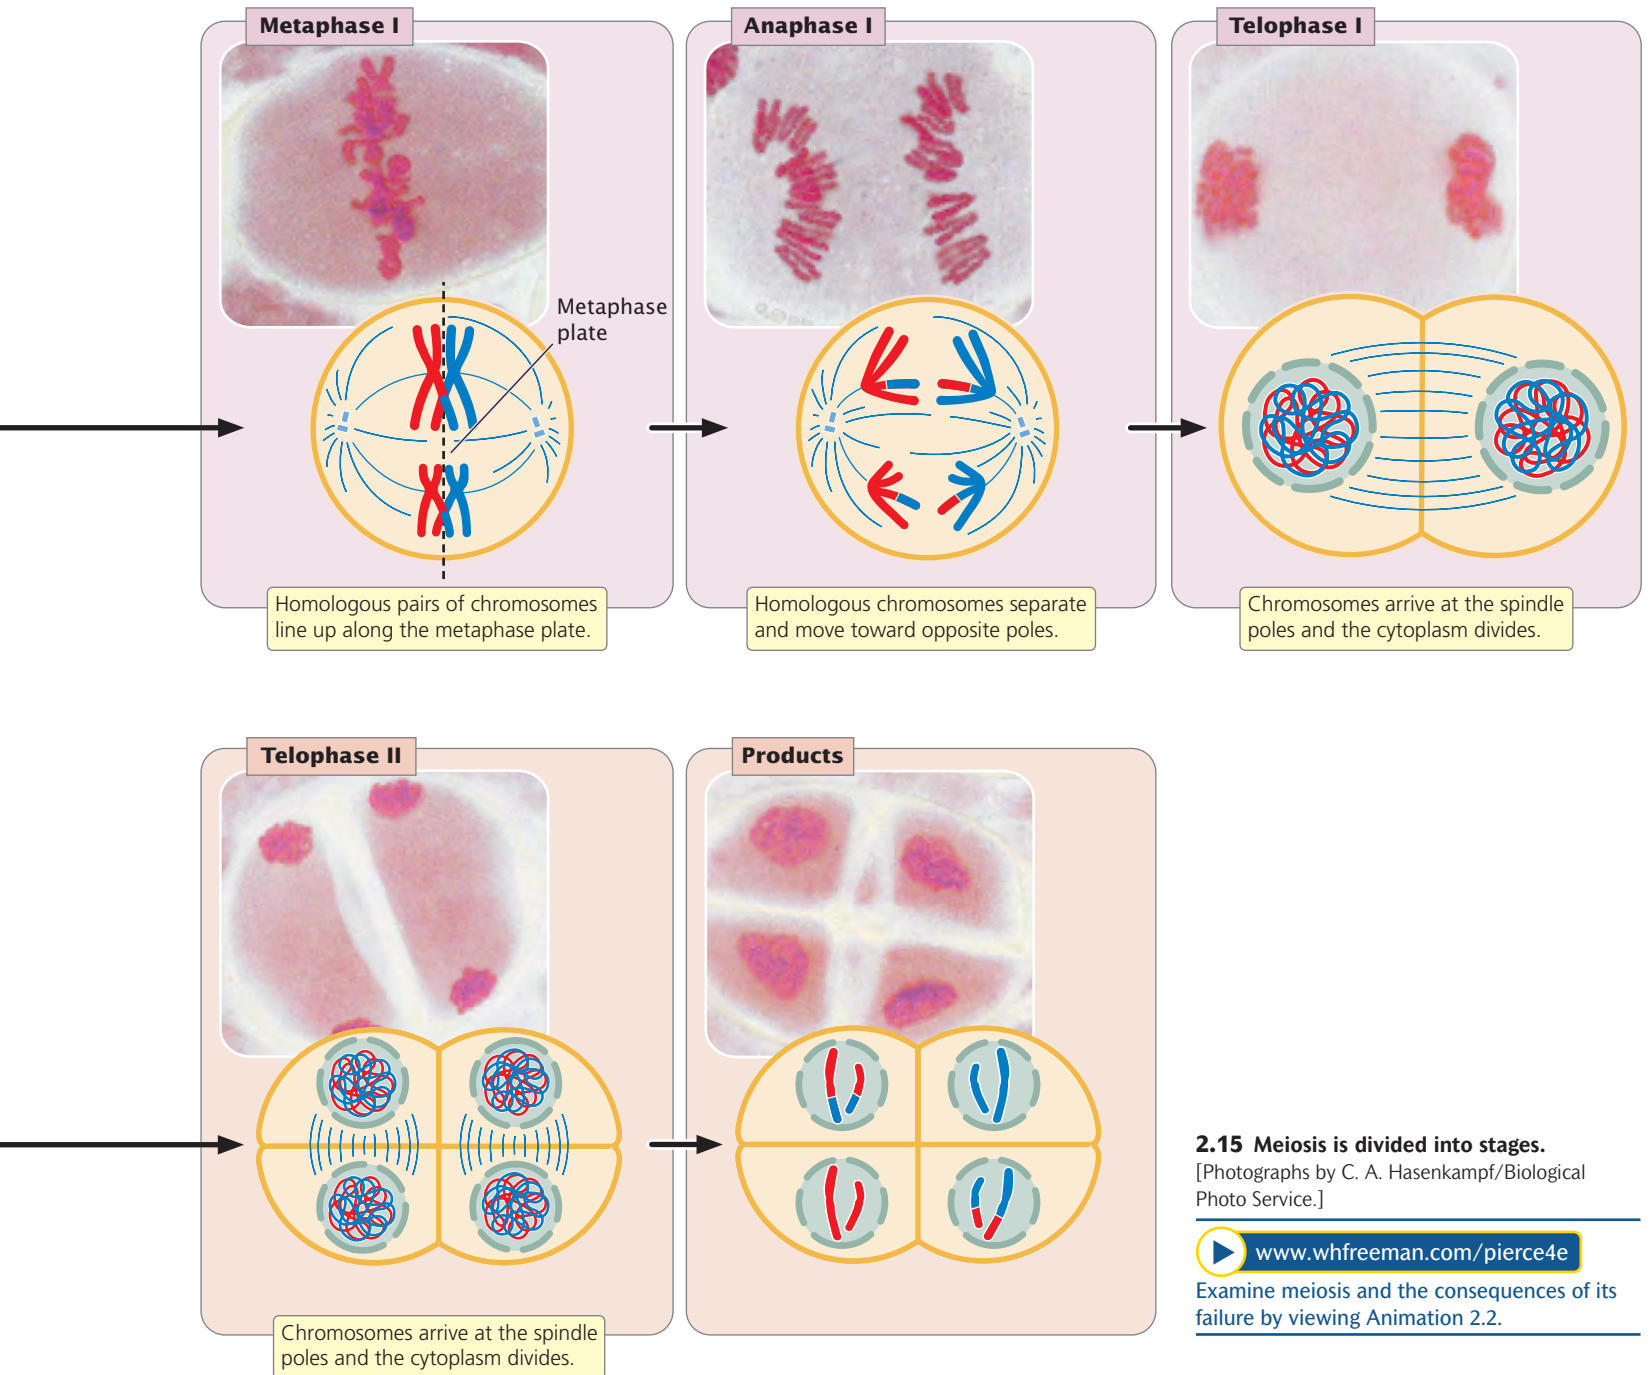 Metaphase I
Anaphase I
Telophase I
Metaphase
plate
Homologous pairs of chromosomes
line up along the metaphase plate.
Homologous chromosomes separate
and move toward opposite poles.
Chromosomes arrive at the spindle
poles and the cytoplasm divides.
Telophase II
Products
Chromosomes arrive at the spindle
poles and the cytoplasm divides.
2.15 Meiosis is divided into stages.
[Photographs by C. A. Hasenkampf/Biological
Photo Service.]
www.whfreeman.com/pierce4e
Examine meiosis and the consequences of its
failure by viewing Animation 2.2.